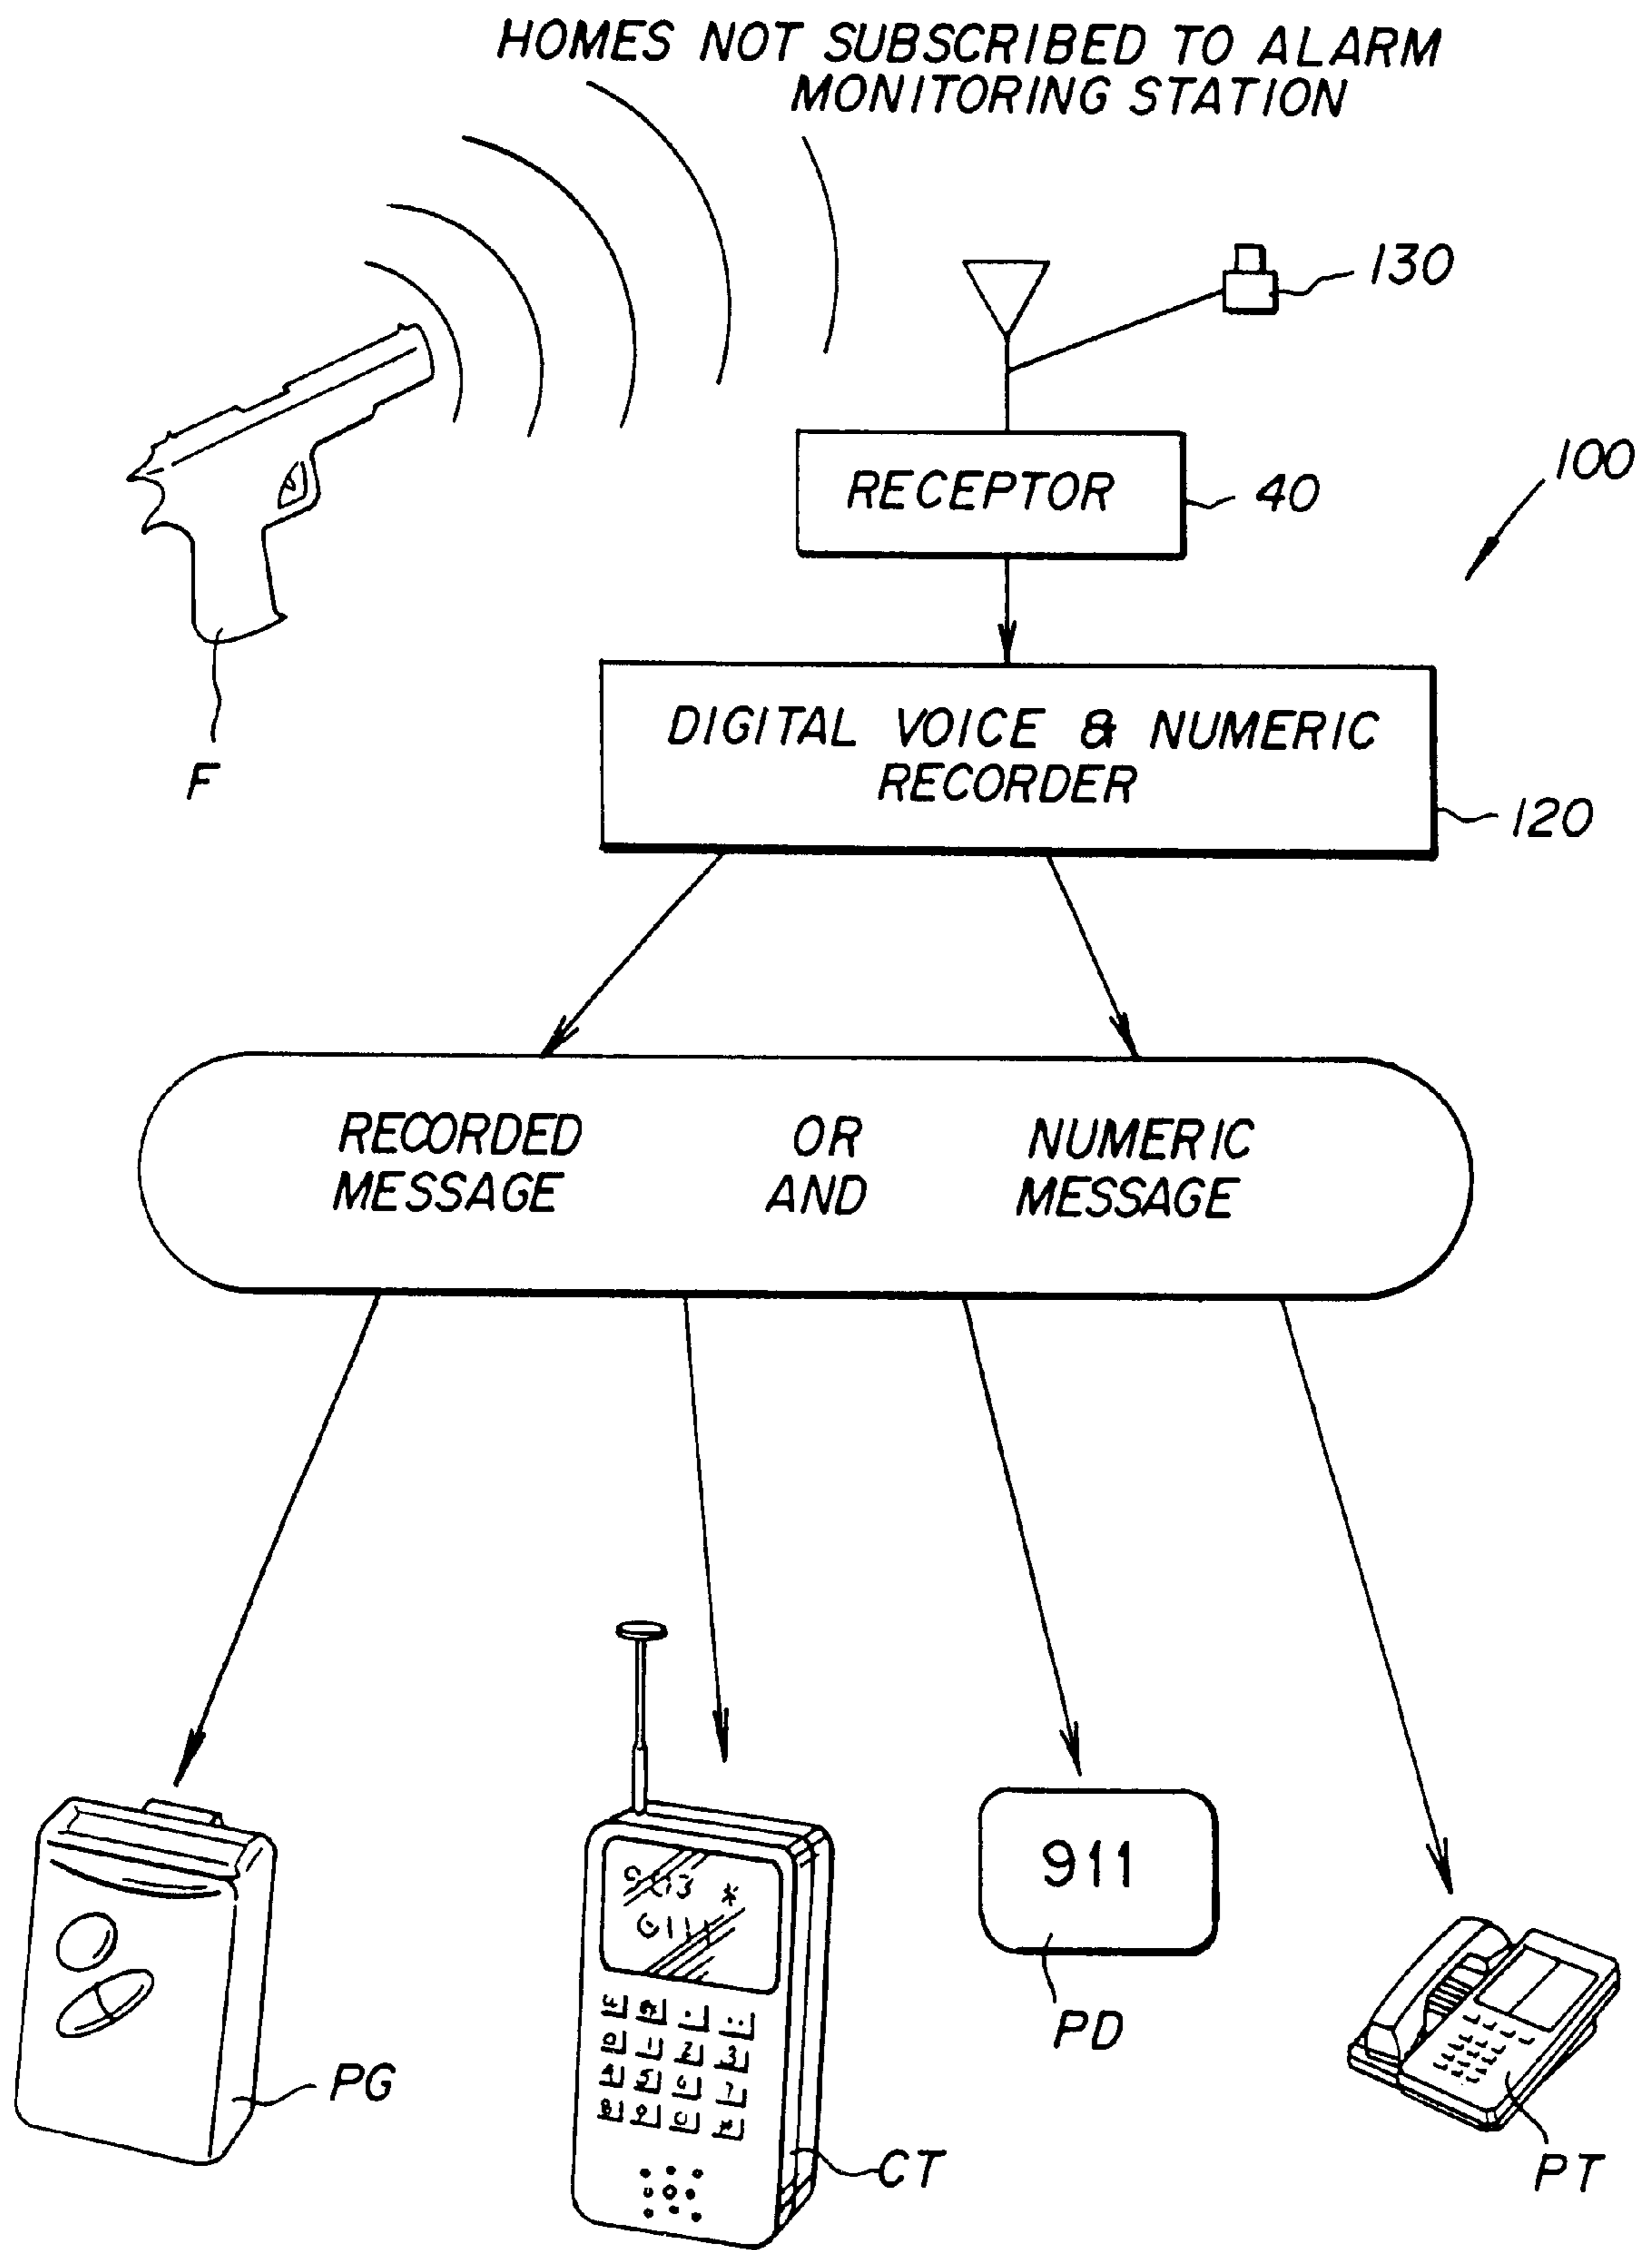 HOMES NOT SUBSCRIBED TO ALARM
MONITORING STATION
130
100
RECEPTOR
40
F
DIGITAL VOICE & NUMERIC
RECORDER
120
RECORDED OR NUMERIC
MESSAGE AND MESSAGE
911
PD
PG
CT
PT